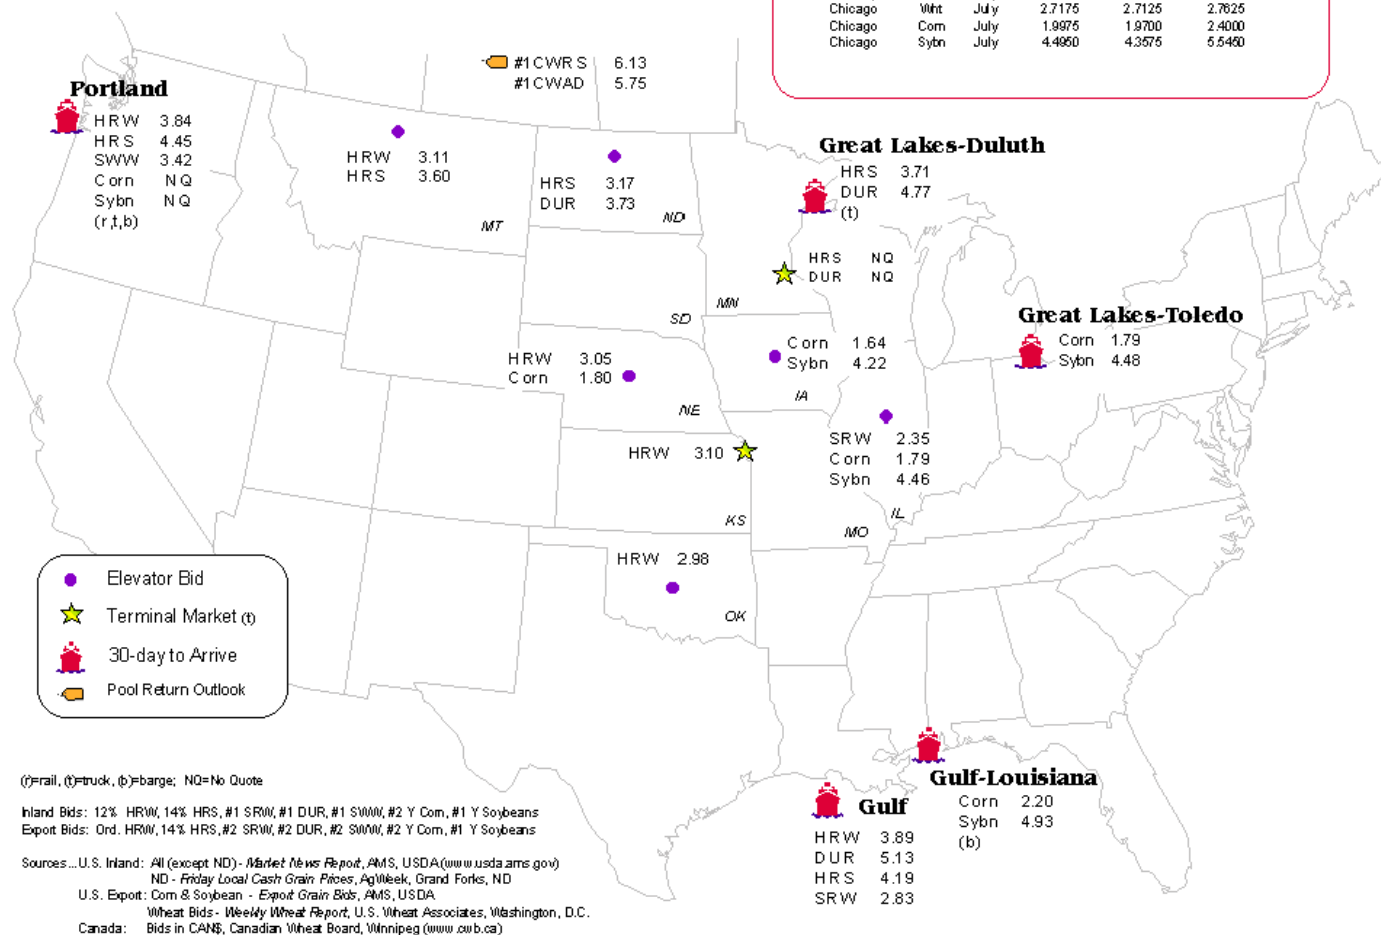 Chicago Wht July 2.7175 2.7125 2.7625
Chicago Corn July 1.9975 1.9700 2.4000
Chicago Sybn July 4.4950 4.3575 5.5450
#1CWRS 6.13
#1CWAD 5.75
Portland
HRW 3.84
HRS 4.45
SWW 3.42
Corn NQ
Sybn NQ
(r,t,b)
HRW 3.11
HRS 3.60
MT
HRS 3.17
DUR 3.73
ND
Great Lakes-Duluth
HRS 3.71
DUR 4.77
(t)
HRS NQ
DUR NQ
MN
SD
Great Lakes-Toledo
Corn 1.79
Sybn 4.48
HRW 3.05
Corn 1.80
NE
Corn 1.64
Sybn 4.22
IA
SRW 2.35
Corn 1.79
Sybn 4.46
IL
HRW 3.10
KS
MO
HRW 2.98
OK
Elevator Bid
Terminal Market (t)
30-day to Arrive
Pool Return Outlook
Gulf-Louisiana
Corn 2.20
Sybn 4.93
(b)
Gulf
HRW 3.89
DUR 5.13
HRS 4.19
SRW 2.83
(r)=rail, (t)=truck, (b)=barge; NQ=No Quote
Inland Bids: 12% HRW, 14% HRS, #1 SRW, #1 DUR, #1 SWW, #2 Y Corn, #1 Y Soybeans
Export Bids: Ord. HRW, 14% HRS, #2 SRW, #2 DUR, #2 SWW, #2 Y Corn, #1 Y Soybeans
Sources...U.S. Inland: All (except ND) - Market News Report, AMS, USDA (www.usda.ams.gov)
ND - Friday Local Cash Grain Prices, AgWeek, Grand Forks, ND
U.S. Export: Corn & Soybean - Export Grain Bids, AMS, USDA
Wheat Bids - Weekly Wheat Report, U.S. Wheat Associates, Washington, D.C.
Canada: Bids in CAN$, Canadian Wheat Board, Winnipeg (www.cwb.ca)